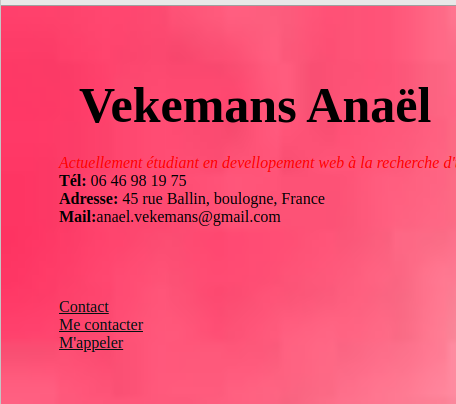 Vekemans Anaël
Actuellement étudiant en devellopement web à la recherche d'
Tél: 06 46 98 19 75
Adresse: 45 rue Ballin, boulogne, France
Mail:anael.vekemans@gmail.com
Contact
Me contacter
M'appeler